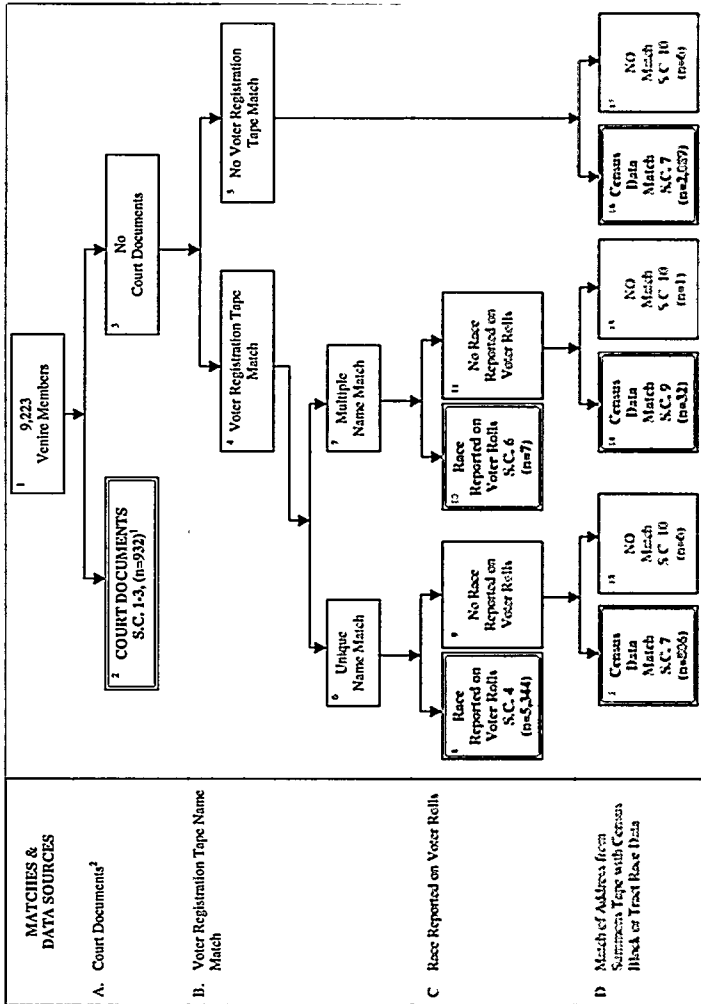 MATCHES &
DATA SOURCES
A. Court Documents²
B. Voter Registration Tape Name
Match
C Race Reported on Voter Rolls
D Match of Address from
Summons Tape with Census
Block or Tract Race Data
1
9,223
Venire Members
2 COURT DOCUMENTS
S.C. 1-3, (n=932)¹
3
No
Court Documents
4 Voter Registration Tape
Match
5 No Voter Registration
Tape Match
6 Unique
Name Match
7 Multiple
Name Match
Race
Reported on
Voter Rolls
S.C. 4
(n=5,344)
9 No Race
Reported on
Voter Rolls
10 Race
Reported on
Voter Rolls
S.C. 6
(n=7)
11 No Race
Reported on
Voter Rolls
Census
Data
Match
S.C. 7
NO
Match
S.C 10
14 Census
Data
Match
S.C. 9
(n=32)
NO
Match
S.C 10
(n=1)
16 Census
Data
Match
S.C. 7
NO
Match
S.C 10